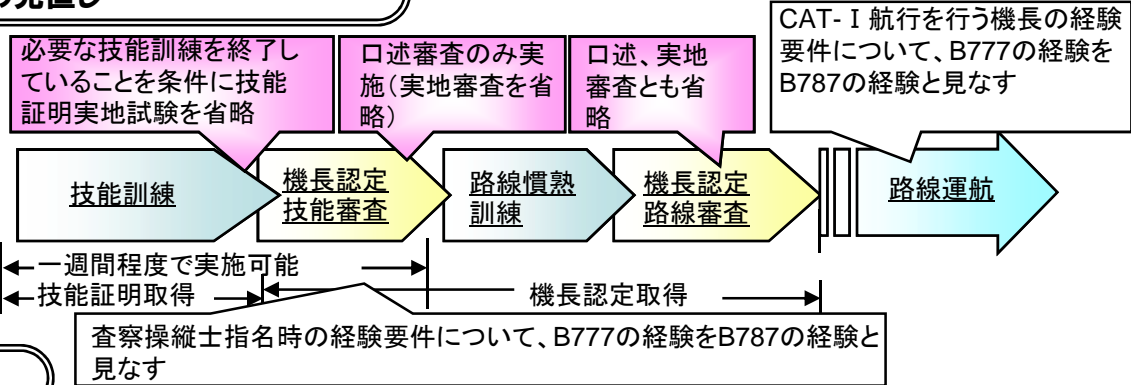 の見直し
必要な技能訓練を終了し
ていることを条件に技能
証明実地試験を省略
口述審査のみ実
施(実地審査を省
略)
口述、実地
審査とも省
略
CAT-Ⅰ航行を行う機長の経験
要件について、B777の経験を
B787の経験と見なす
技能訓練
機長認定
技能審査
路線慣熟
訓練
機長認定
路線審査
路線運航
一週間程度で実施可能
技能証明取得
機長認定取得
査察操縦士指名時の経験要件について、B777の経験をB787の経験と
見なす